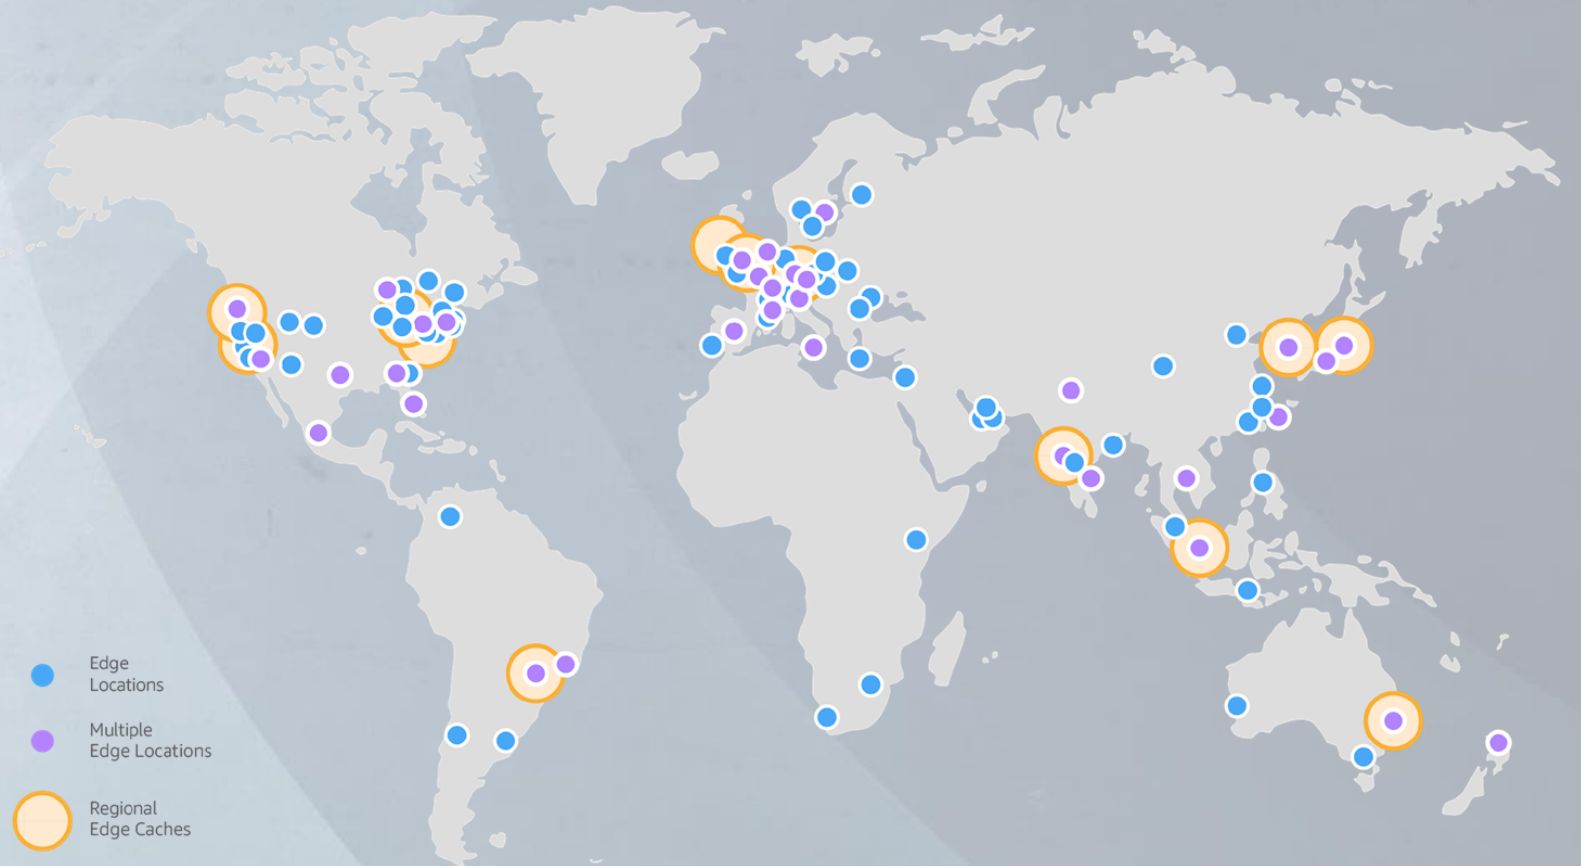 Edge
Locations
Multiple
Edge Locations
Regional
Edge Caches